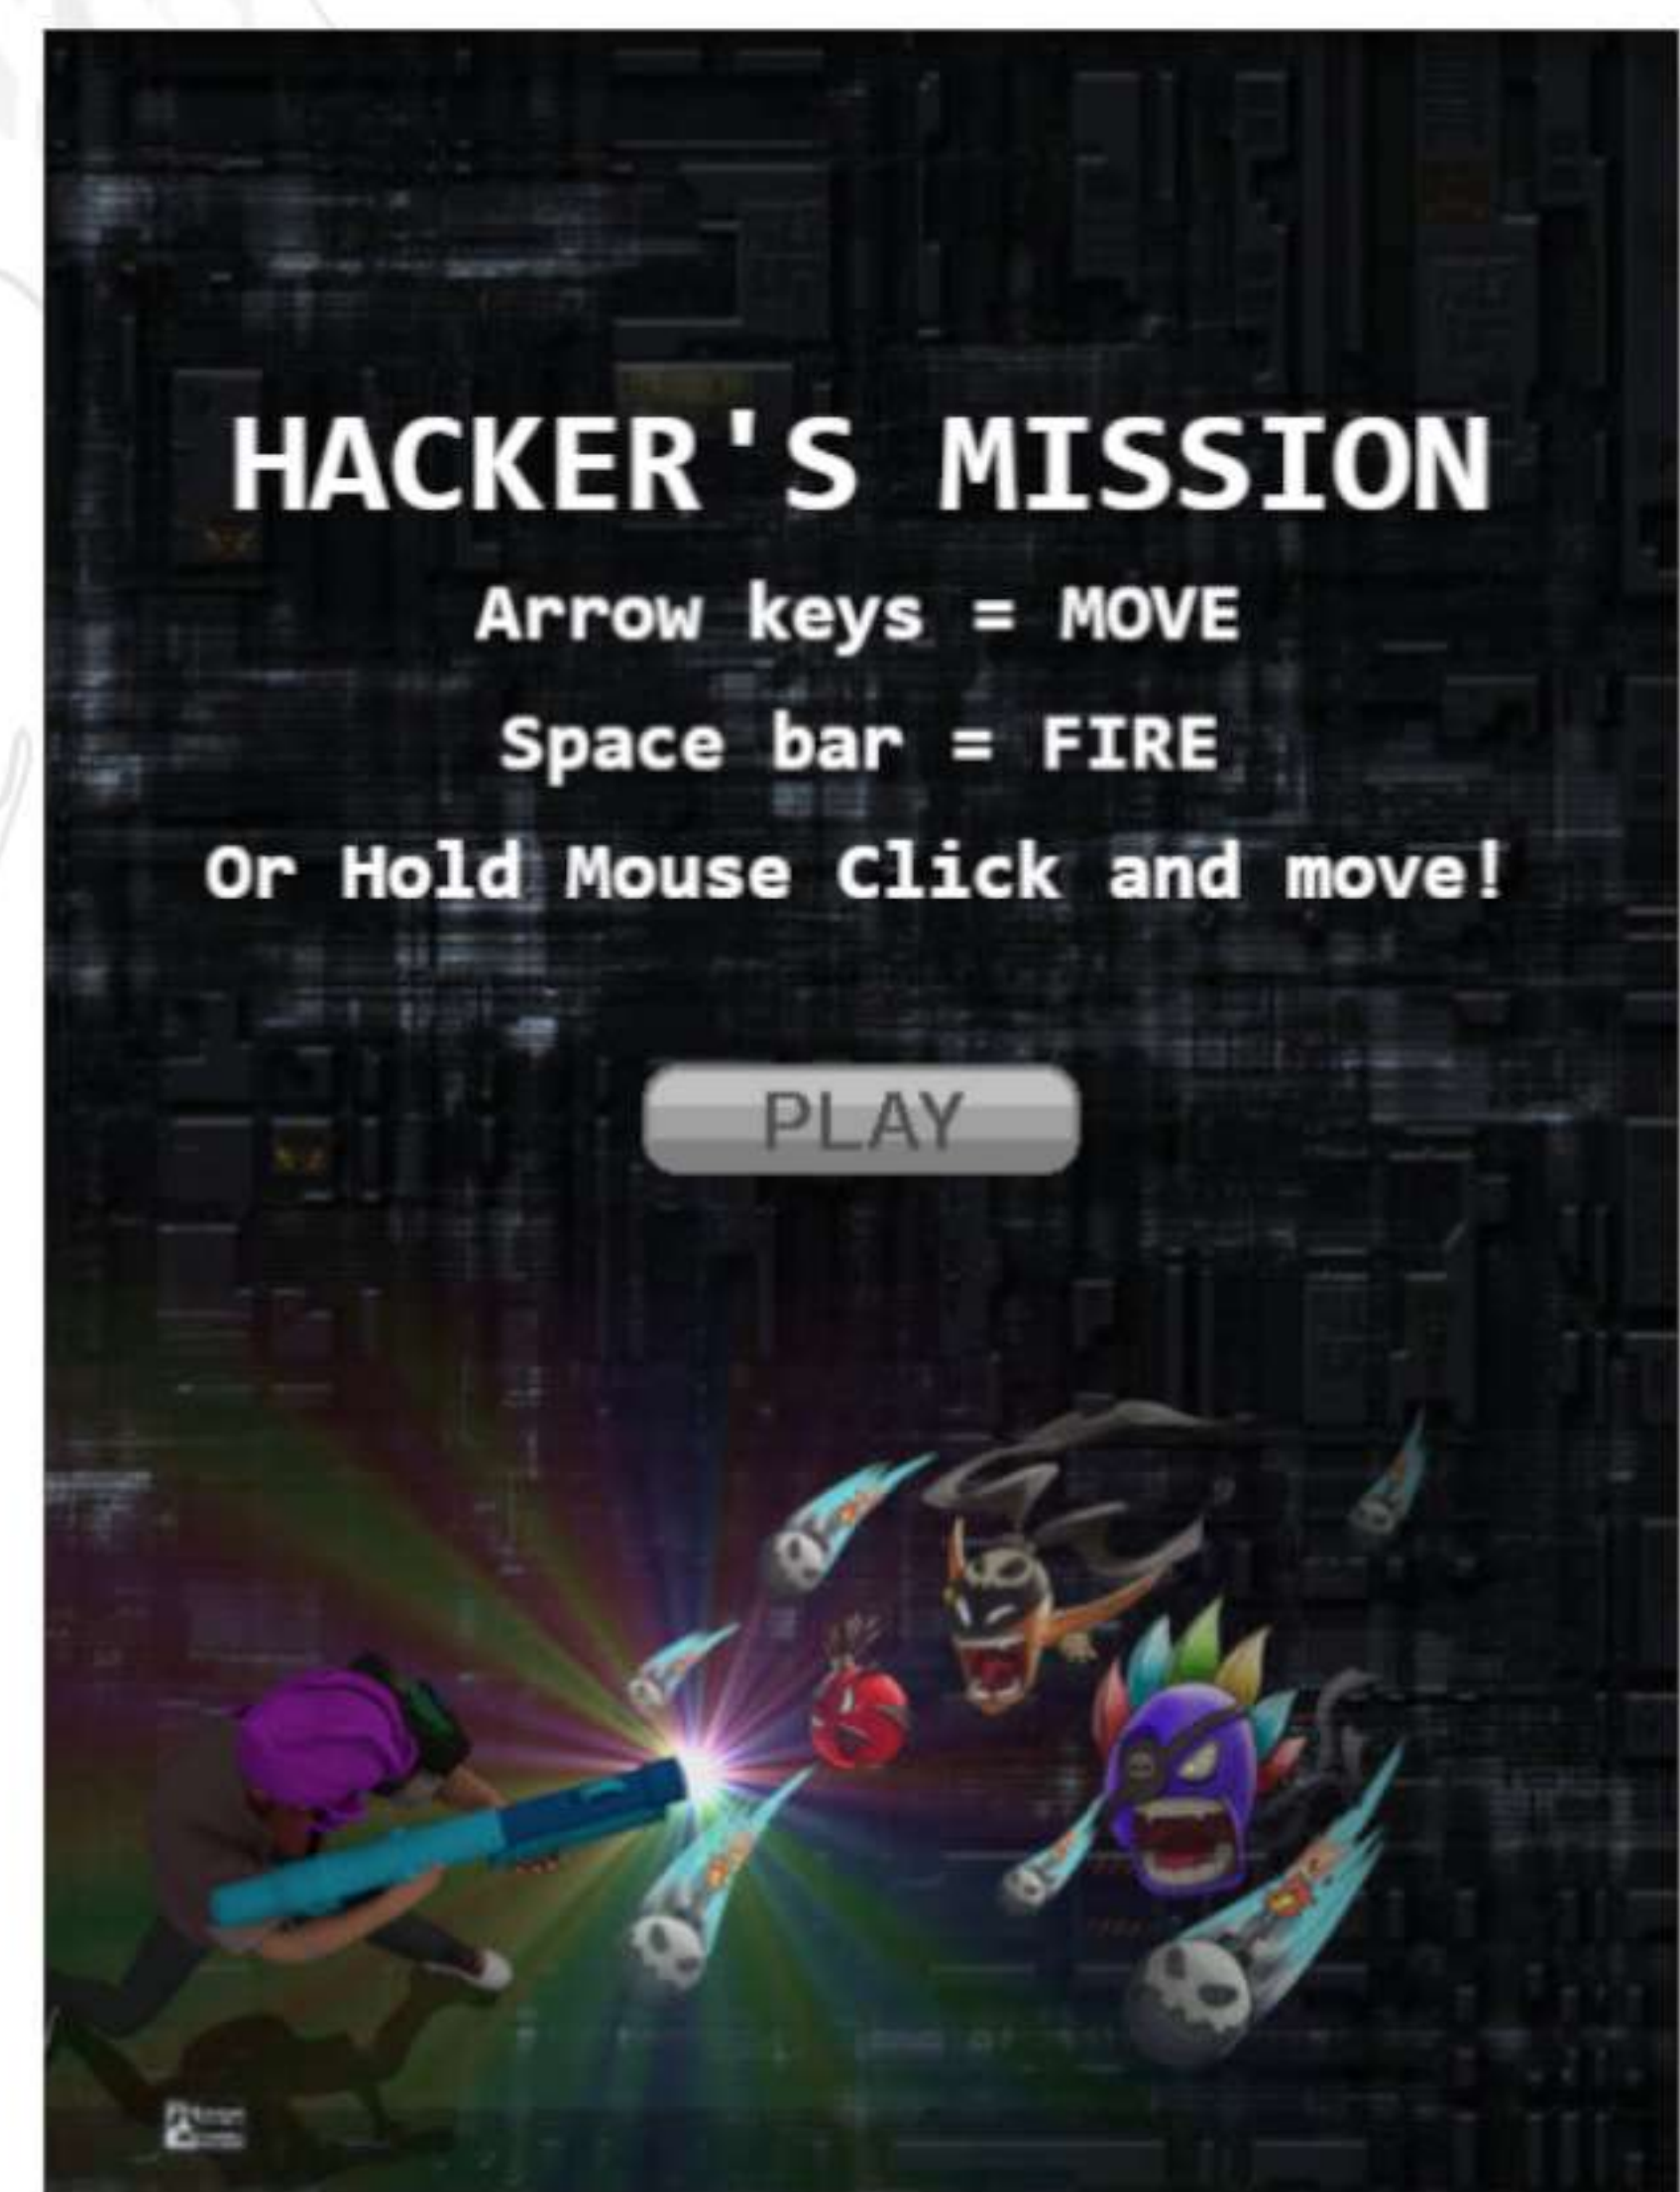 HACKER'S MISSION
Arrow keys = MOVE
Space bar = FIRE
Or Hold Mouse Click and move!
PLAY